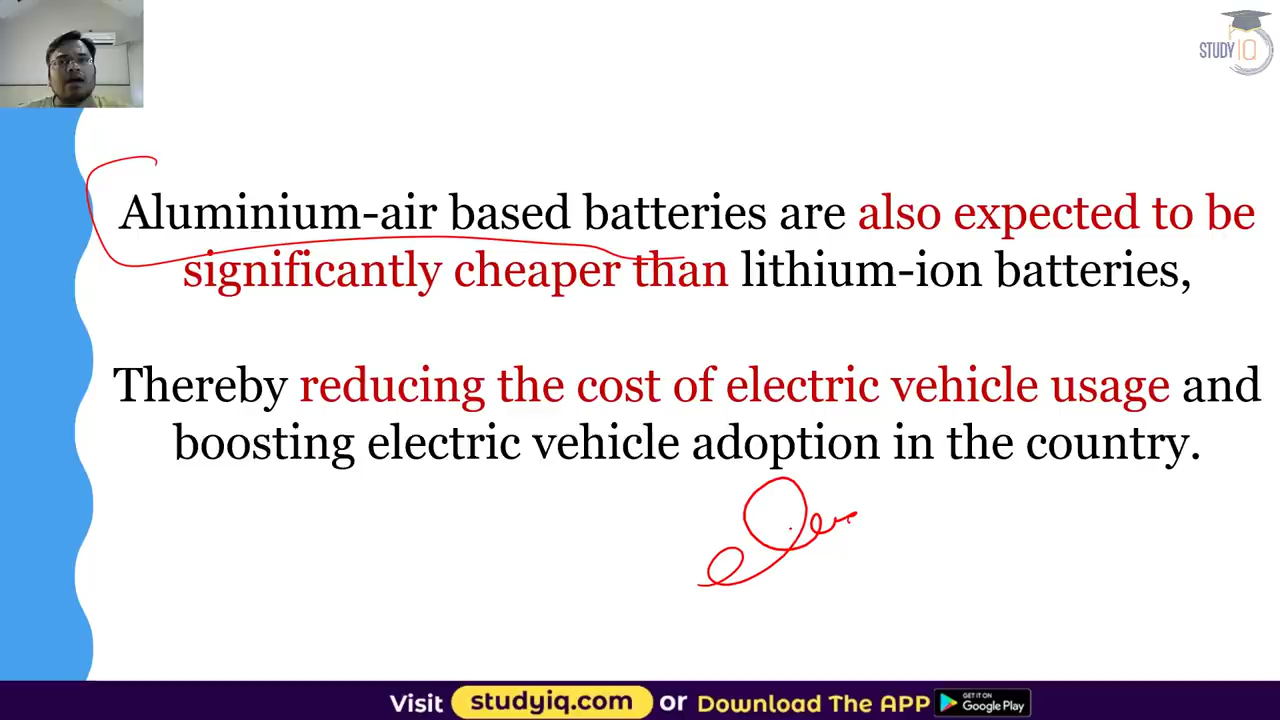 STUDY IQ
Aluminium-air based batteries are also expected to be
significantly cheaper than lithium-ion batteries,
Thereby reducing the cost of electric vehicle usage and
boosting electric vehicle adoption in the country.
Visit studyiq.com or Download The APP GET IT ON Google Play